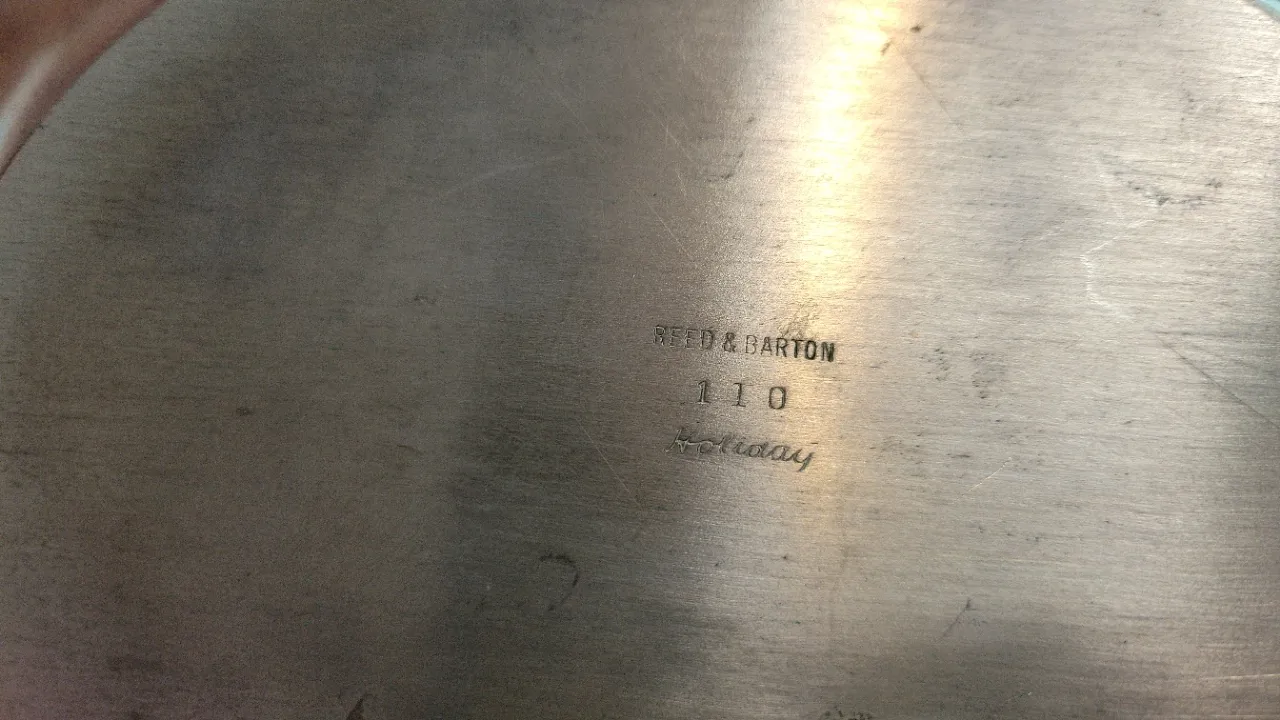 REED & BARTON
110
Holiday